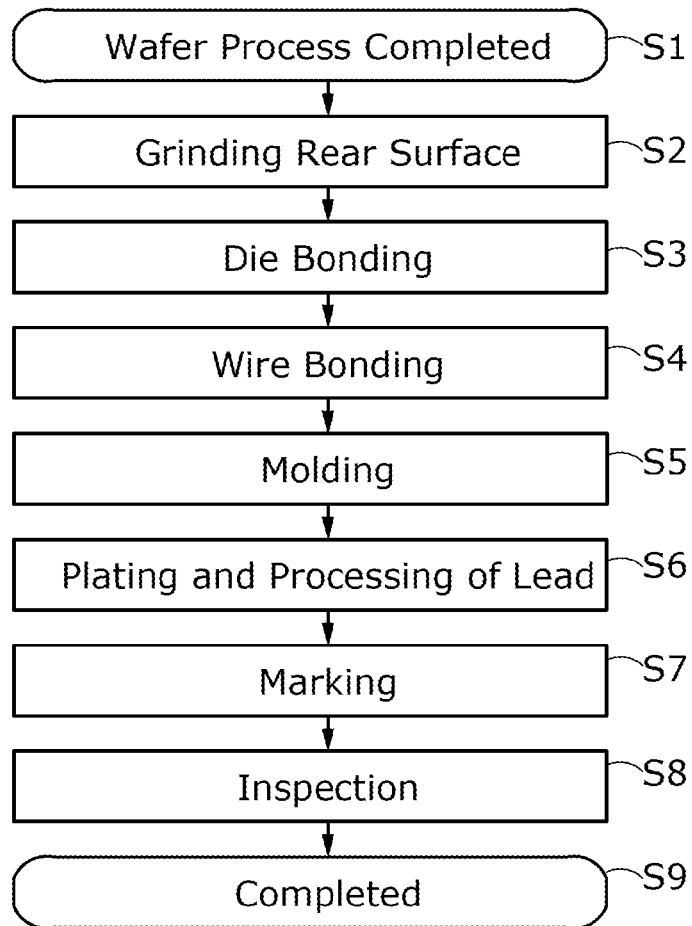 Wafer Process Completed S1
Grinding Rear Surface S2
Die Bonding S3
Wire Bonding S4
Molding S5
Plating and Processing of Lead S6
Marking S7
Inspection S8
Completed S9